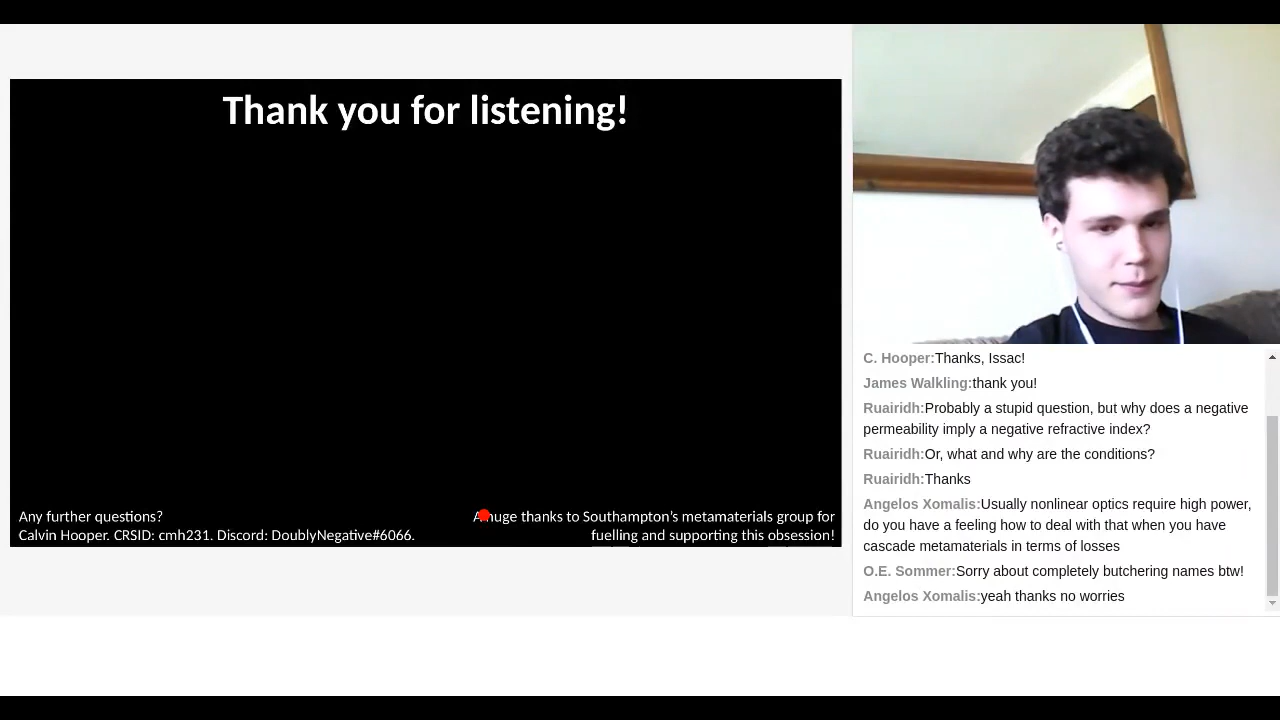 Thank you for listening!
Any further questions?
Calvin Hooper. CRSID: cmh231. Discord: DoublyNegative#6066.
A huge thanks to Southampton's metamaterials group for
fuelling and supporting this obsession!
C. Hooper:Thanks, Issac!
James Walkling:thank you!
Ruairidh:Probably a stupid question, but why does a negative
permeability imply a negative refractive index?
Ruairidh:Or, what and why are the conditions?
Ruairidh:Thanks
Angelos Xomalis:Usually nonlinear optics require high power,
do you have a feeling how to deal with that when you have
cascade metamaterials in terms of losses
O.E. Sommer:Sorry about completely butchering names btw!
Angelos Xomalis:yeah thanks no worries